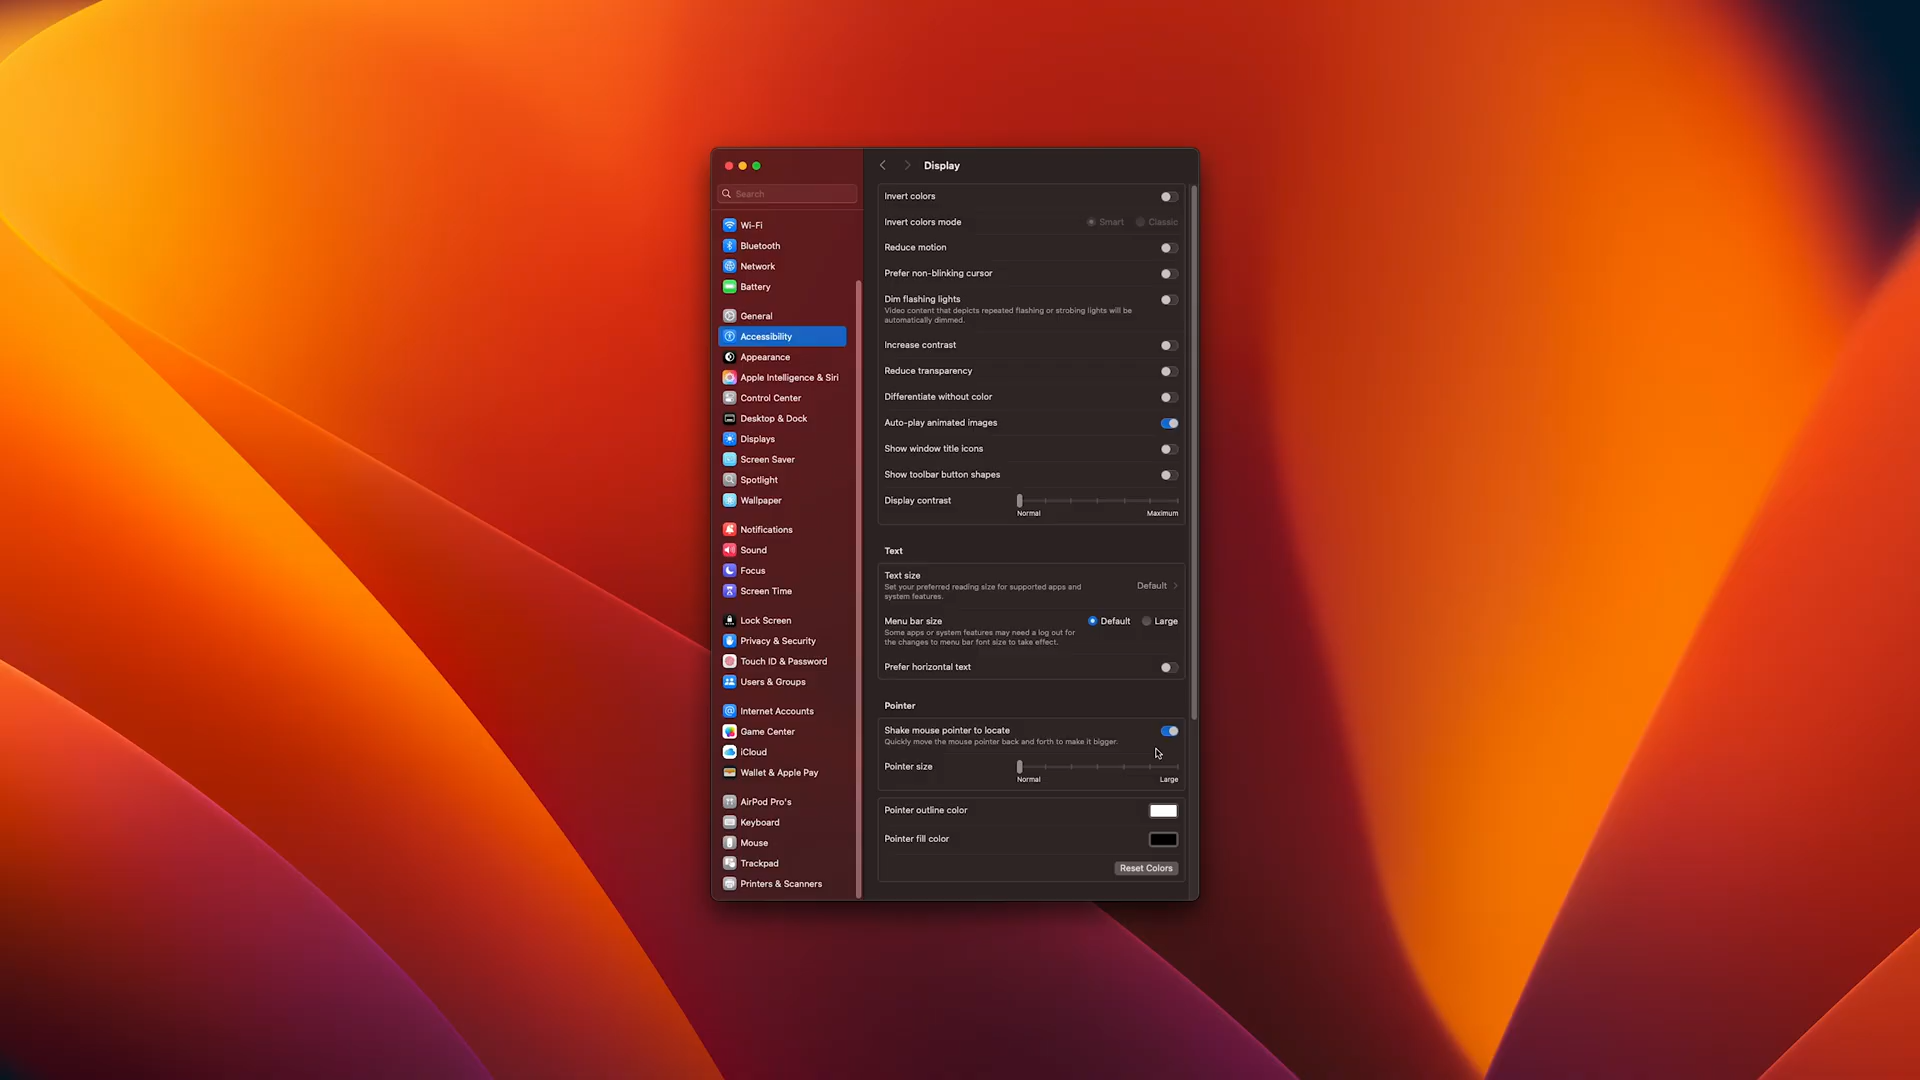 Search
Wi-Fi
Bluetooth
Network
Battery
General
Accessibility
Appearance
Apple Intelligence & Siri
Control Center
Desktop & Dock
Displays
Screen Saver
Spotlight
Wallpaper
Notifications
Sound
Focus
Screen Time
Lock Screen
Privacy & Security
Touch ID & Password
Users & Groups
Internet Accounts
Game Center
iCloud
Wallet & Apple Pay
AirPod Pro's
Keyboard
Mouse
Trackpad
Printers & Scanners
Display
Invert colors
Invert colors mode Smart Classic
Reduce motion
Prefer non-blinking cursor
Dim flashing lights
Video content that depicts repeated flashing or strobing lights will be
automatically dimmed.
Increase contrast
Reduce transparency
Differentiate without color
Auto-play animated images
Show window title icons
Show toolbar button shapes
Display contrast
Normal Maximum
Text
Text size
Set your preferred reading size for supported apps and
system features.
Default
Menu bar size Default Large
Some apps or system features may need a log out for
the changes to menu bar font size to take effect.
Prefer horizontal text
Pointer
Shake mouse pointer to locate
Quickly move the mouse pointer back and forth to make it bigger.
Pointer size
Normal Large
Pointer outline color
Pointer fill color
Reset Colors